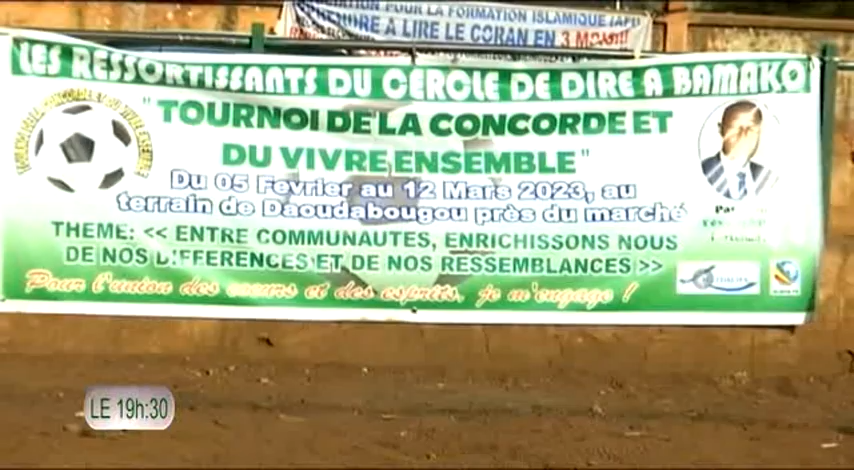 POUR LA FORMATION ISLAMIQUE
A LIRE LE CORAN EN 3 MOIS!!!
LES RESSORTISSANTS DU CERCLE DE DIRE A BAMAKO
"TOURNOI DE LA CONCORDE ET
DU VIVRE ENSEMBLE"
Du 05 Fevrier au 12 Mars 2023, au
terrain de Daoudabougou près du marché
THEME: << ENTRE COMMUNAUTES, ENRICHISSONS NOUS
DE NOS DIFFERENCES ET DE NOS RESSEMBLANCES >>
Pour l'union des coeurs et des esprits, je m'engage !
LE 19h:30